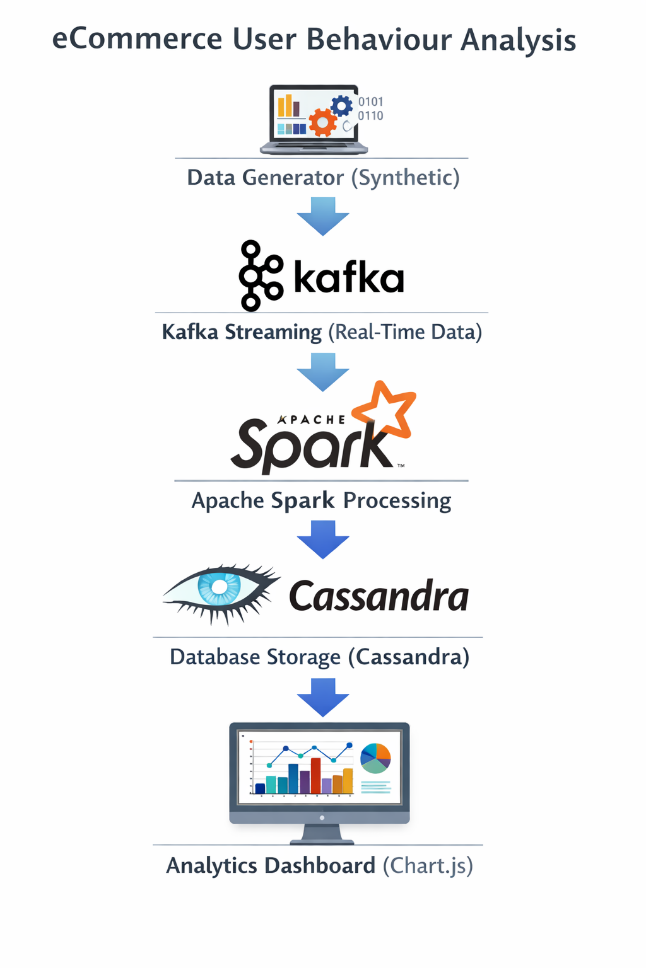 eCommerce User Behaviour Analysis
0101
0110
Data Generator (Synthetic)
kafka
Kafka Streaming (Real-Time Data)
APACHE
Spark™
Apache Spark Processing
Cassandra
Database Storage (Cassandra)
Analytics Dashboard (Chart.js)